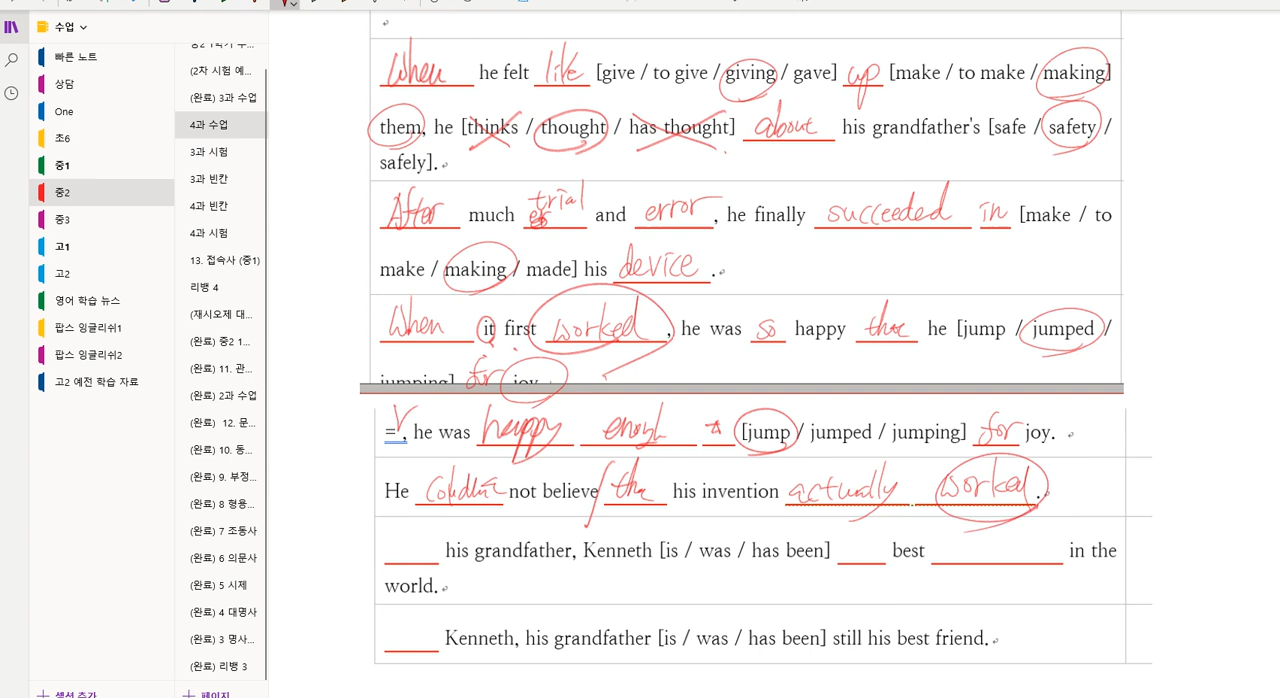 수업
빠른 노트
상담
One
초6
중1
중2
중3
고1
고2
영어 학습 뉴스
팝스 잉글리쉬1
팝스 잉글리쉬2
고2 예전 학습 자료
섹션 추가
(2차 시험 예...
(완료) 3과 수업
4과 수업
3과 시험
3과 빈칸
4과 빈칸
4과 시험
13. 접속사 (중1)
리뱅 4
(재시오제 대...
(완료) 2과 수업
(완료) 12. 문...
(완료) 10. 동...
(완료) 9. 부정...
(완료) 8 형용...
(완료) 7 조동사
(완료) 6 의문사
(완료) 5 시제
(완료) 4 대명사
(완료) 3 명사...
(완료) 리뱅 3
페이지
When he felt like [give / to give / giving / gave] up [make / to make / making]
them, he [thinks / thought / has thought] about his grandfather's [safe / safety /
safely].
After much trial and error, he finally succeeded in [make / to
make / making / made] his device.
When it first worked, he was so happy he [jump / jumped /
jumping] for joy
=, he was happy enough [jump / jumped / jumping] for joy.
He not believe his invention actually worked.
his grandfather, Kenneth [is / was / has been] best in the
world.
Kenneth, his grandfather [is / was / has been] still his best friend.